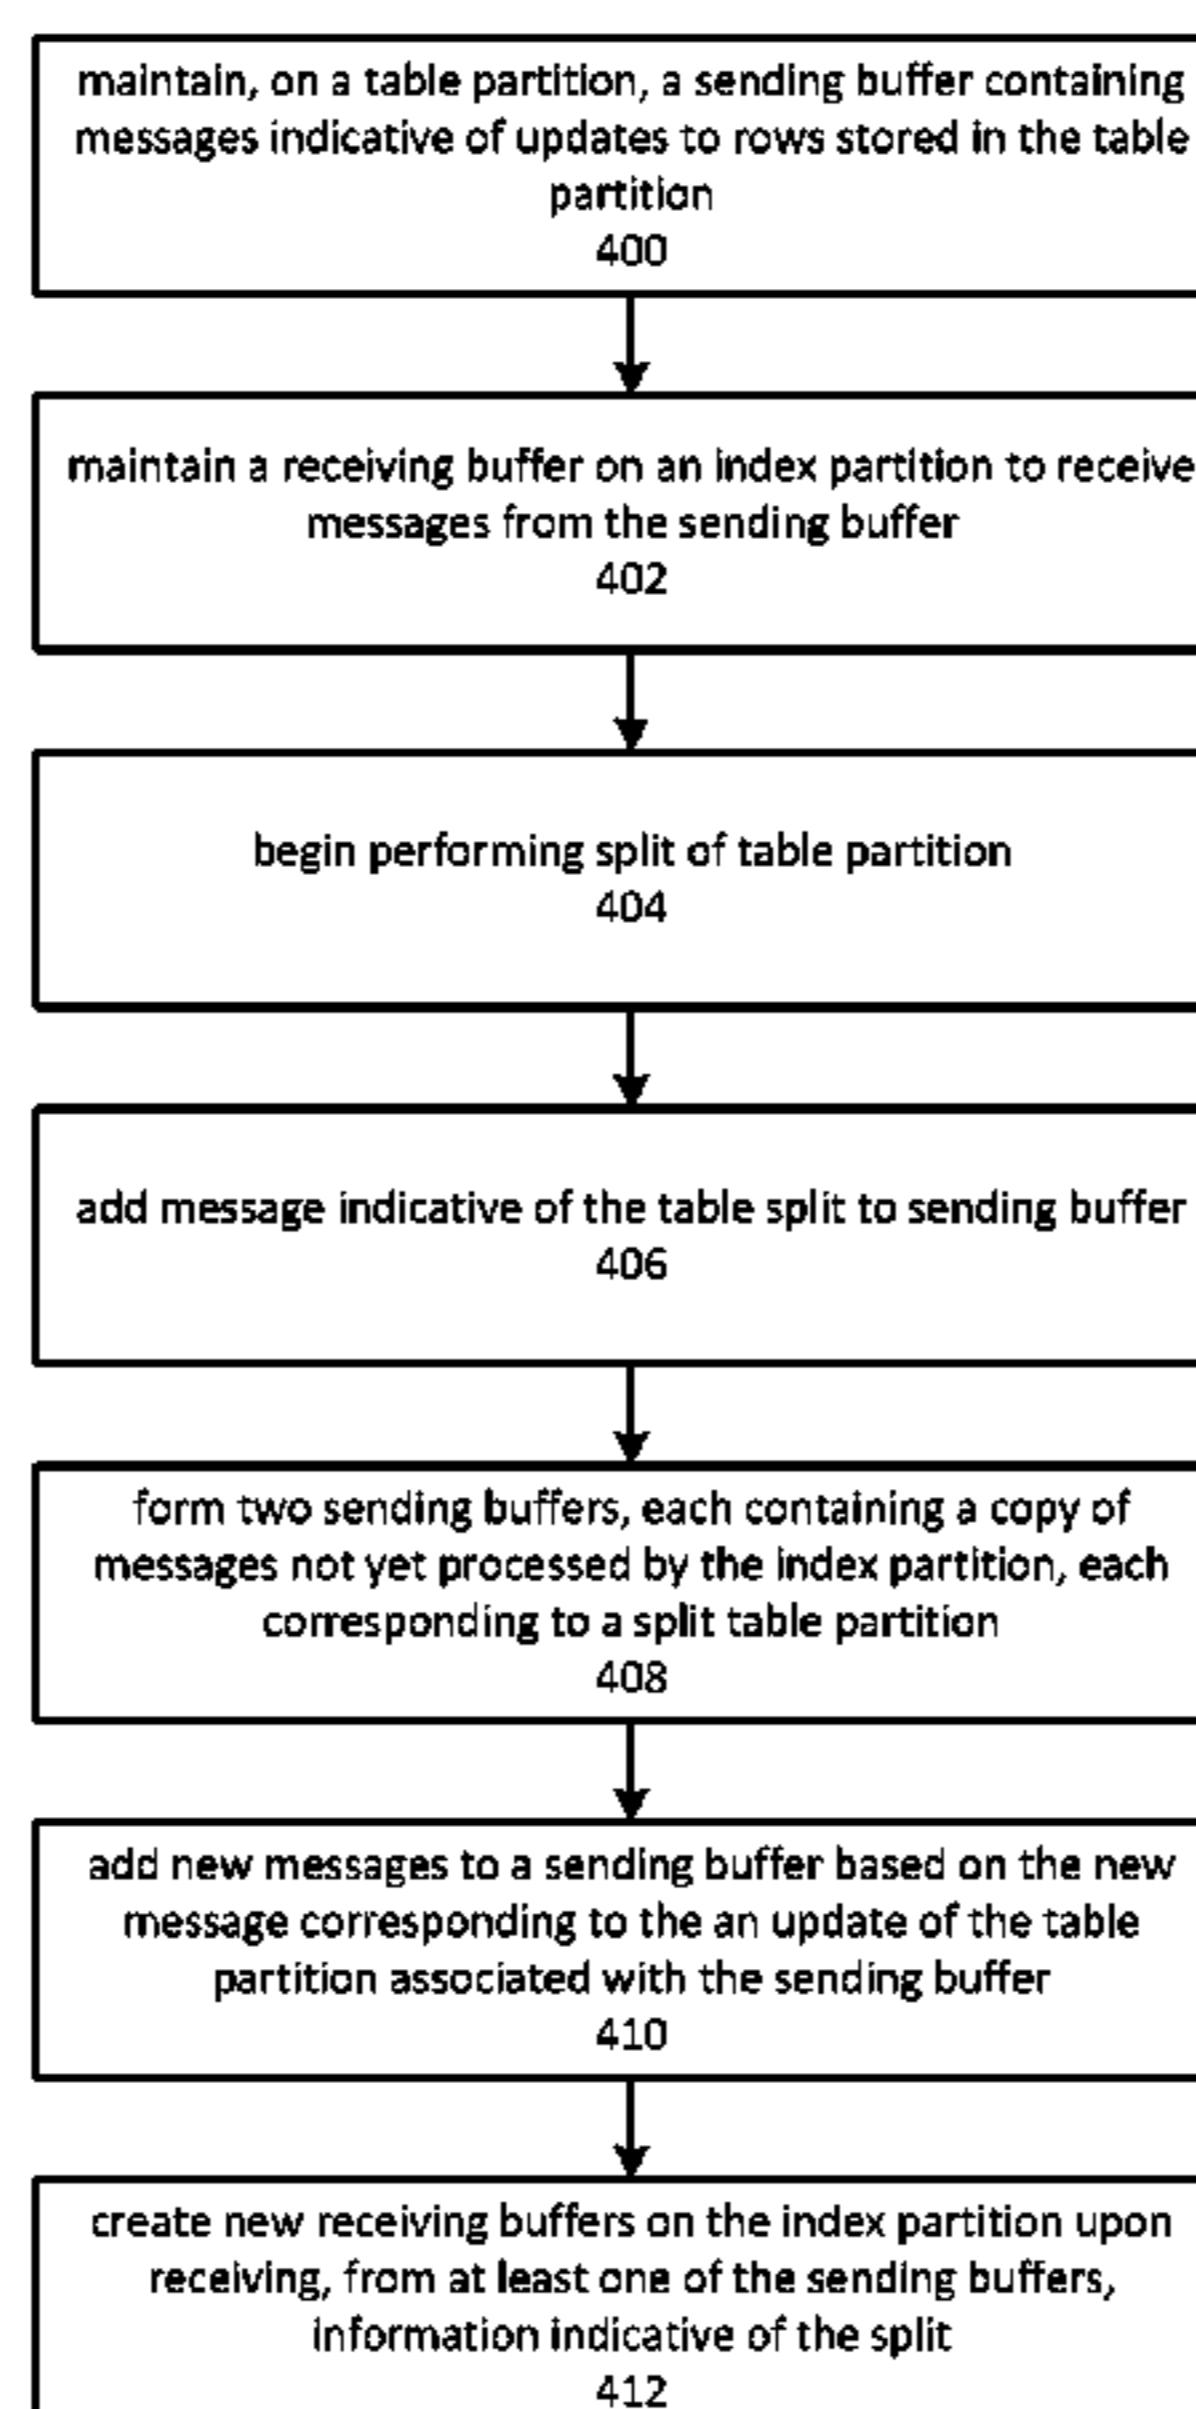 maintain, on a table partition, a sending buffer containing
messages indicative of updates to rows stored in the table
partition
400
maintain a receiving buffer on an index partition to receive
messages from the sending buffer
402
begin performing split of table partition
404
add message indicative of the table split to sending buffer
406
form two sending buffers, each containing a copy of
messages not yet processed by the index partition, each
corresponding to a split table partition
408
add new messages to a sending buffer based on the new
message corresponding to the an update of the table
partition associated with the sending buffer
410
create new receiving buffers on the index partition upon
receiving, from at least one of the sending buffers,
information indicative of the split
412